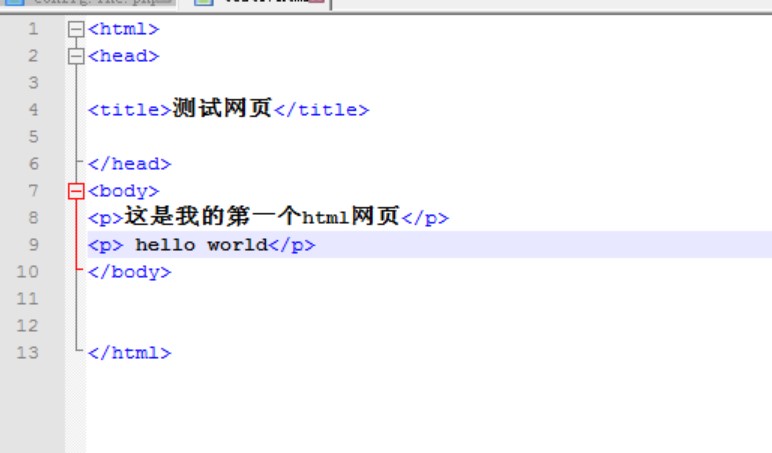 1 <html>
2 <head>
3
4 <title>测试网页</title>
5
6 </head>
7 <body>
8 <p>这是我的第一个html网页</p>
9 <p> hello world</p>
10 </body>
11
12
13 </html>